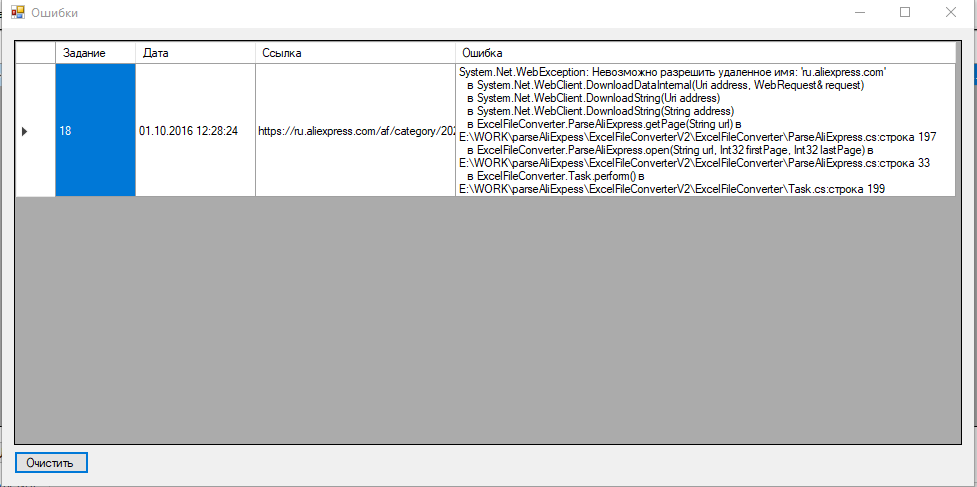 Ошибки
Задание Дата Ссылка Ошибка
18 01.10.2016 12:28:24 https://ru.aliexpress.com/af/category/202
System.Net.WebException: Невозможно разрешить удаленное имя: 'ru.aliexpress.com'
в System.Net.WebClient.DownloadDataInternal(Uri address, WebRequest& request)
в System.Net.WebClient.DownloadString(Uri address)
в System.Net.WebClient.DownloadString(String address)
в ExcelFileConverter.ParseAliExpress.getPage(String url) в
E:\WORK\parseAliExpess\ExcelFileConverterV2\ExcelFileConverter\ParseAliExpress.cs:строка 197
в ExcelFileConverter.ParseAliExpress.open(String url, Int32 firstPage, Int32 lastPage) в
E:\WORK\parseAliExpess\ExcelFileConverterV2\ExcelFileConverter\ParseAliExpress.cs:строка 33
в ExcelFileConverter.Task.perfom() в
E:\WORK\parseAliExpess\ExcelFileConverterV2\ExcelFileConverter\Task.cs:строка 199
Очистить